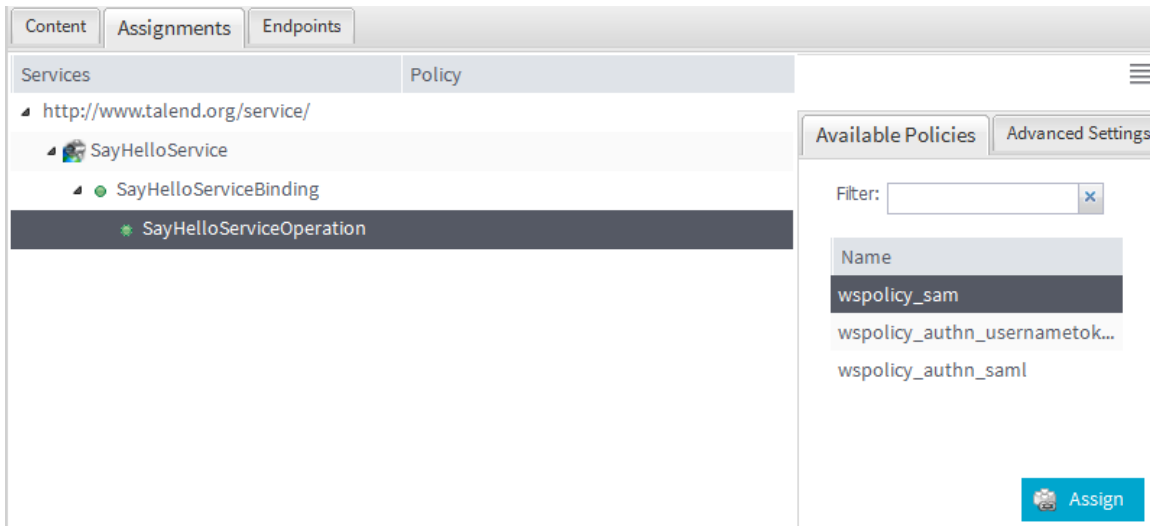 Content Assignments Endpoints
Services Policy
http://www.talend.org/service/
SayHelloService
SayHelloServiceBinding
SayHelloServiceOperation
Available Policies Advanced Settings
Filter:
Name
wspolicy_sam
wspolicy_authn_usernametok...
wspolicy_authn_saml
Assign